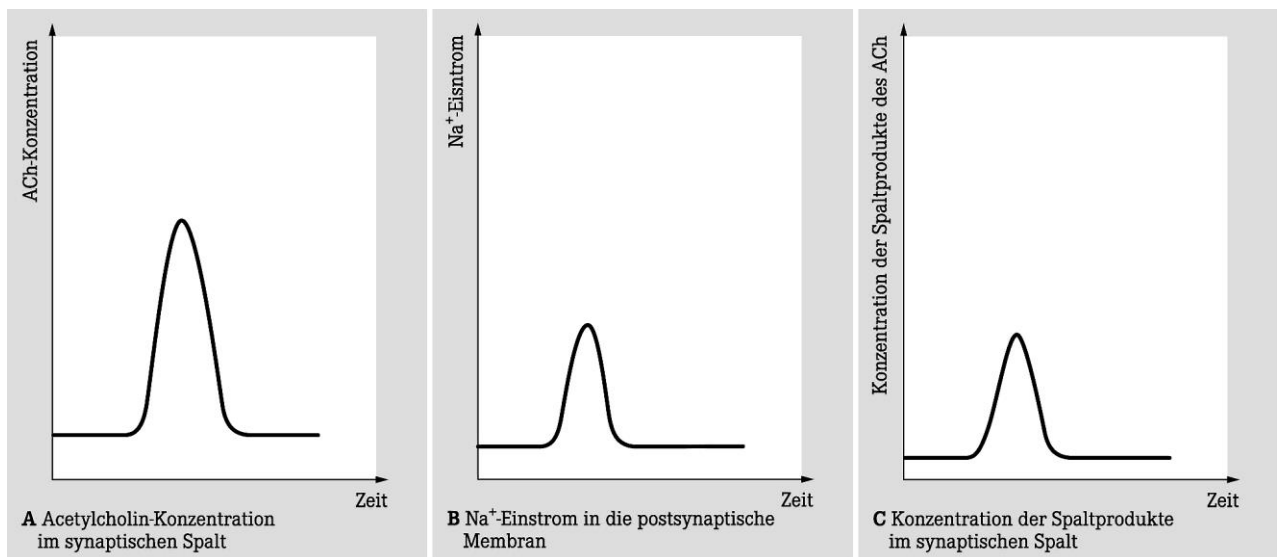 ACh-Konzentration
Zeit
A Acetylcholin-Konzentration
im synaptischen Spalt
Na⁺-Eisntrom
Zeit
B Na⁺-Einstrom in die postsynaptische
Membran
Konzentration der Spaltprodukte des ACh
Zeit
C Konzentration der Spaltprodukte
im synaptischen Spalt